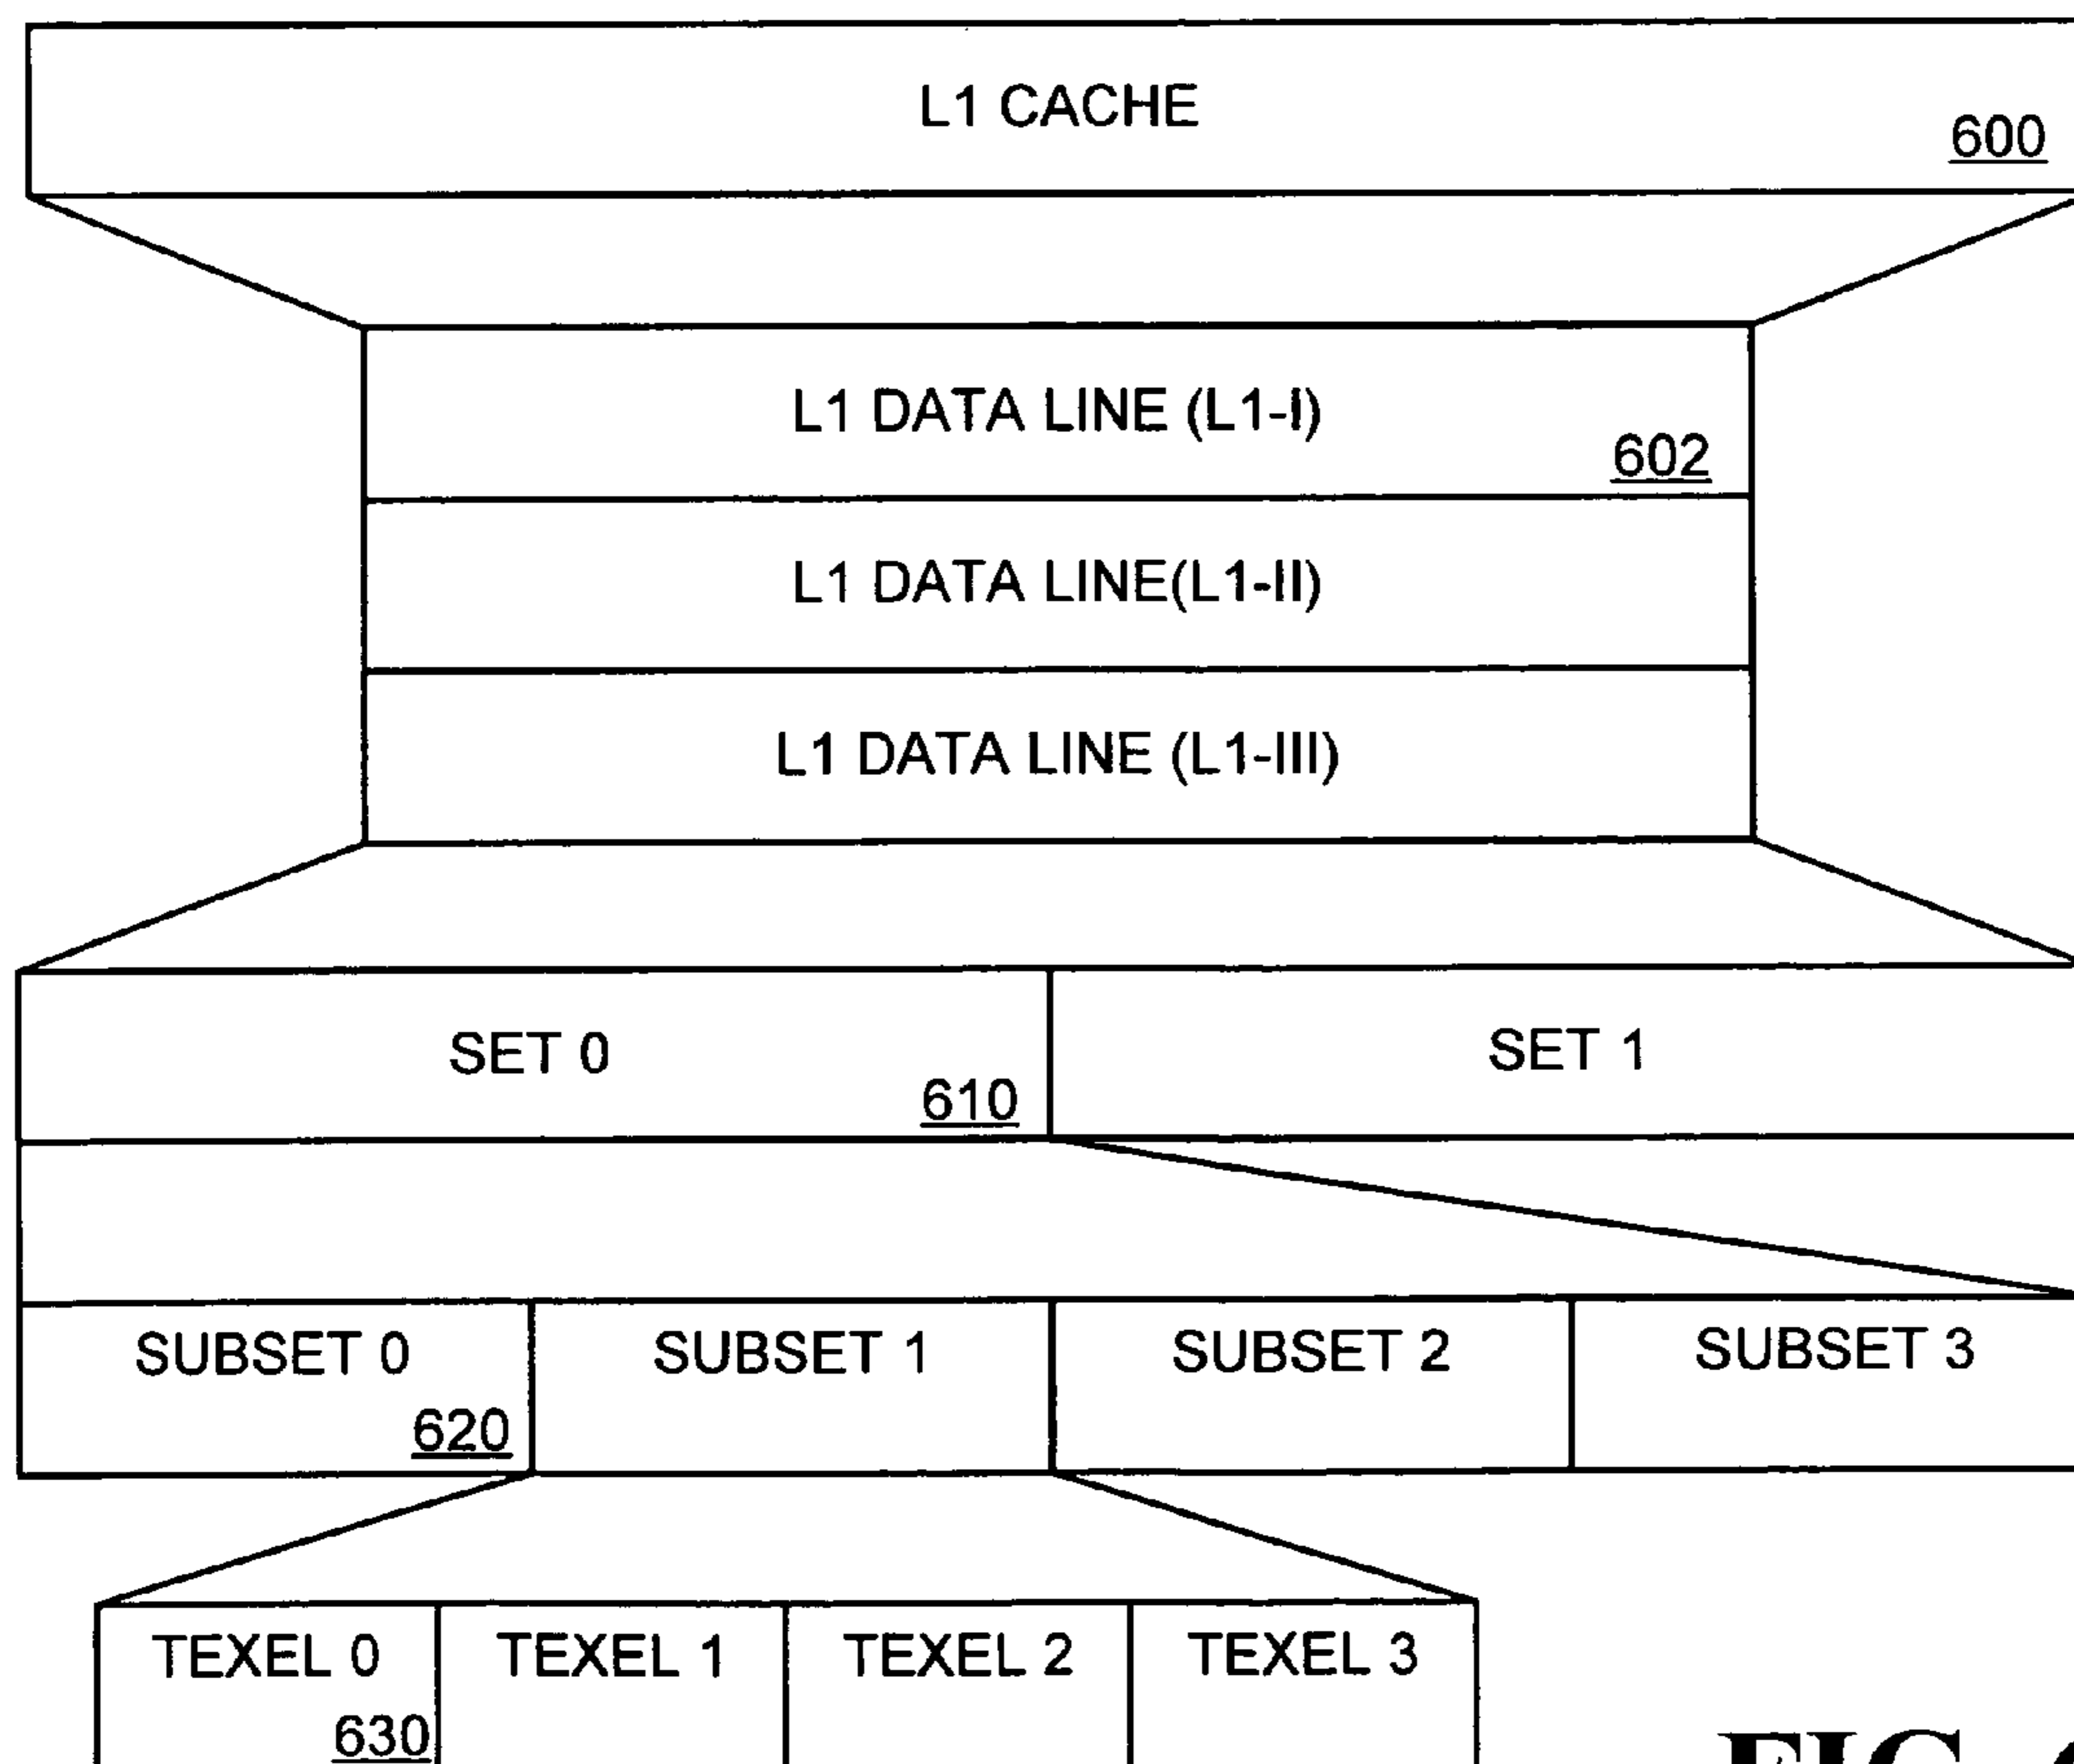 L1 CACHE
600
L1 DATA LINE (L1-I)
602
L1 DATA LINE(L1-II)
L1 DATA LINE (L1-III)
SET 0
610
SET 1
SUBSET 0
620
SUBSET 1
SUBSET 2
SUBSET 3
TEXEL 0
630
TEXEL 1
TEXEL 2
TEXEL 3
FIG